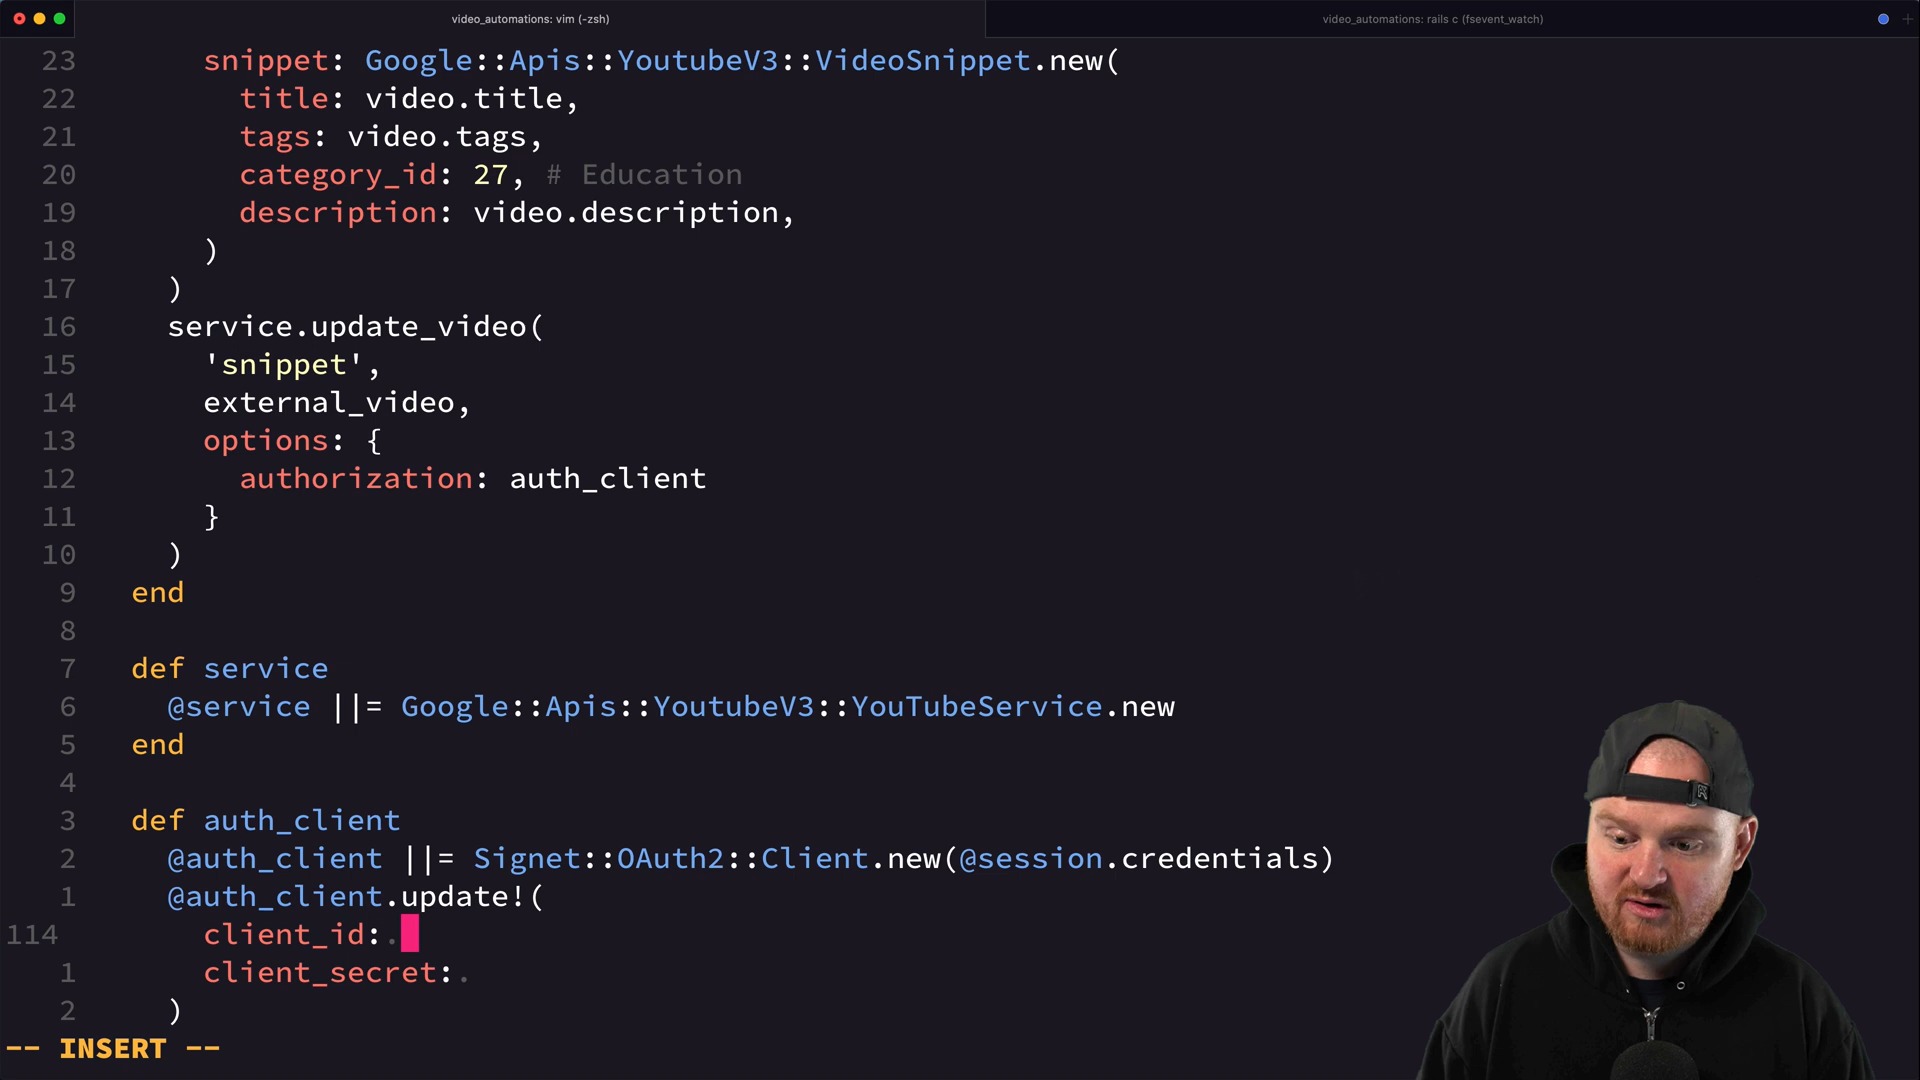 video_automations: vim (-zsh)
video_automations: rails c (fsevent_watch)
23 snippet: Google::Apis::YoutubeV3::VideoSnippet.new(
22 title: video.title,
21 tags: video.tags,
20 category_id: 27, # Education
19 description: video.description,
18 )
17 )
16 service.update_video(
15 'snippet',
14 external_video,
13 options: {
12 authorization: auth_client
11 }
10 )
9 end
8
7 def service
6 @service ||= Google::Apis::YoutubeV3::YouTubeService.new
5 end
4
3 def auth_client
2 @auth_client ||= Signet::OAuth2::Client.new(@session.credentials)
1 @auth_client.update!(
114 client_id:.
1 client_secret:.
2 )
-- INSERT --